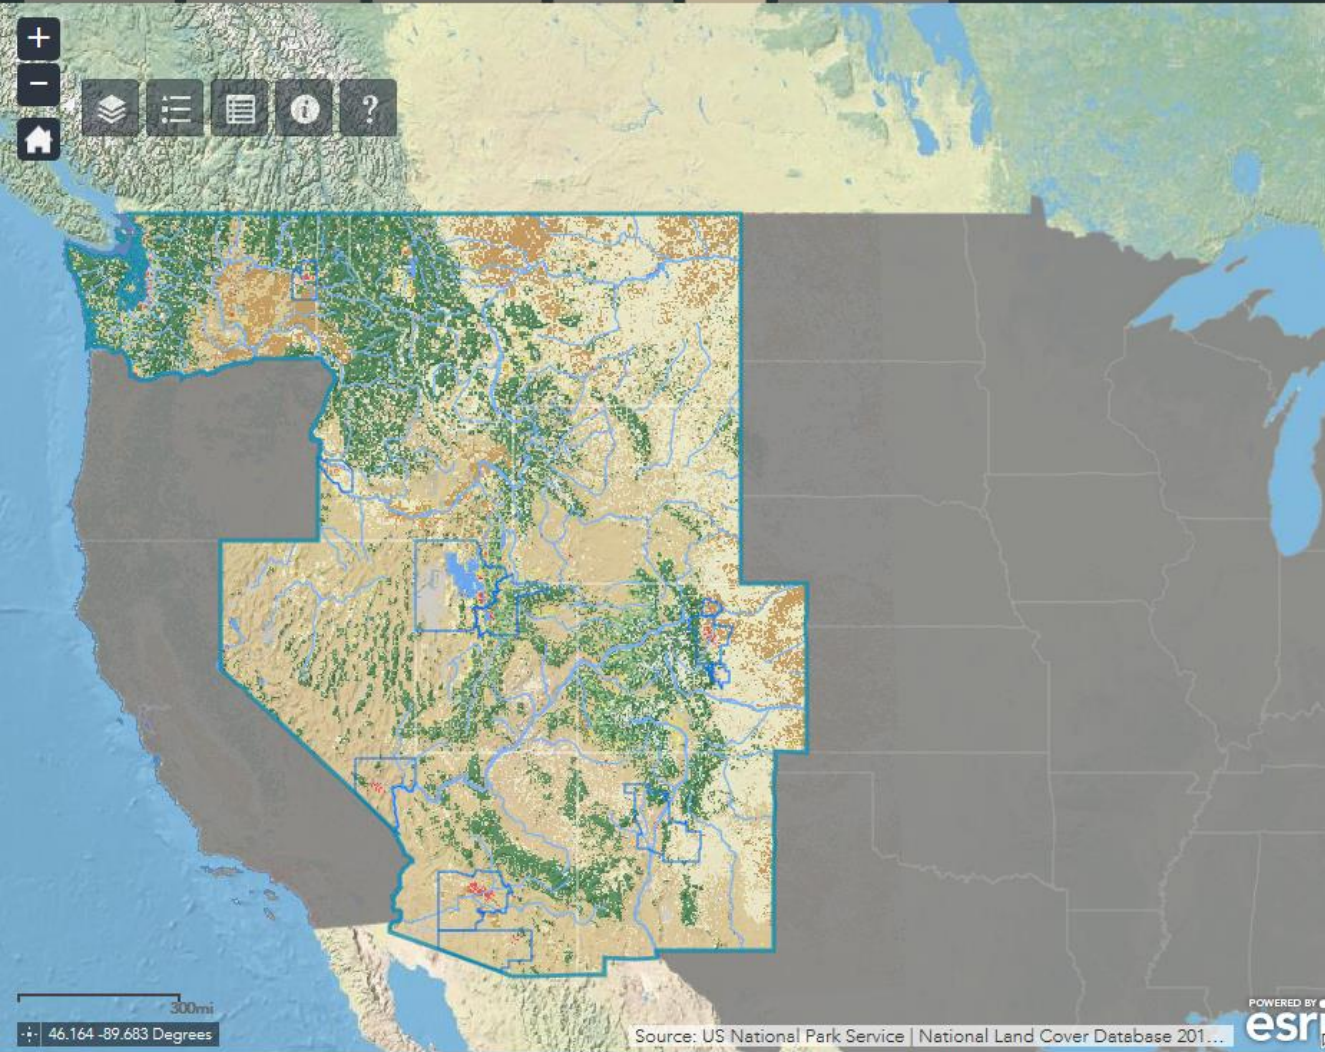 +
−
?
300mi
46.164 -89.683 Degrees
Source: US National Park Service | National Land Cover Database 201...
POWERED BY
esri